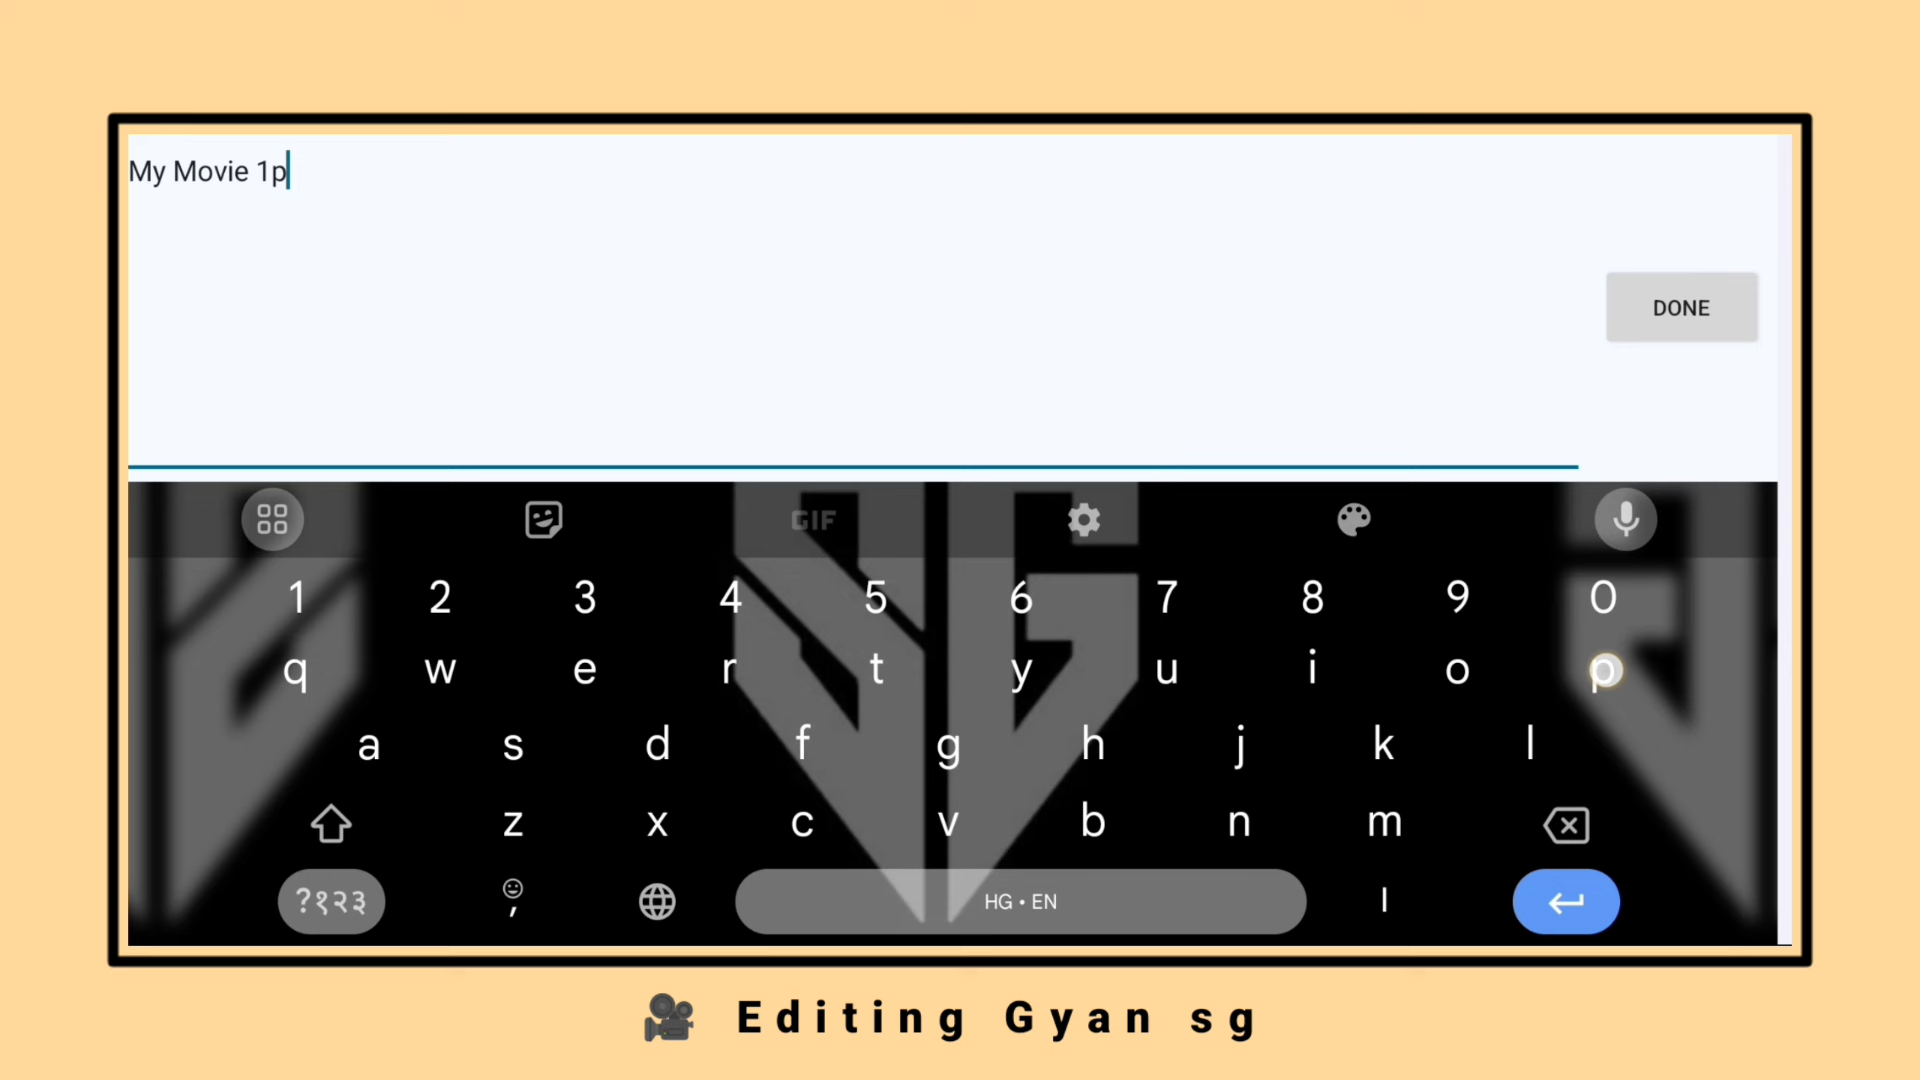 My Movie 1p
DONE
GIF
1 2 3 4 5 6 7 8 9 0
q w e r t y u i o p
a s d f g h j k l
z x c v b n m
?१२३ , HG • EN ।
Editing Gyan sg